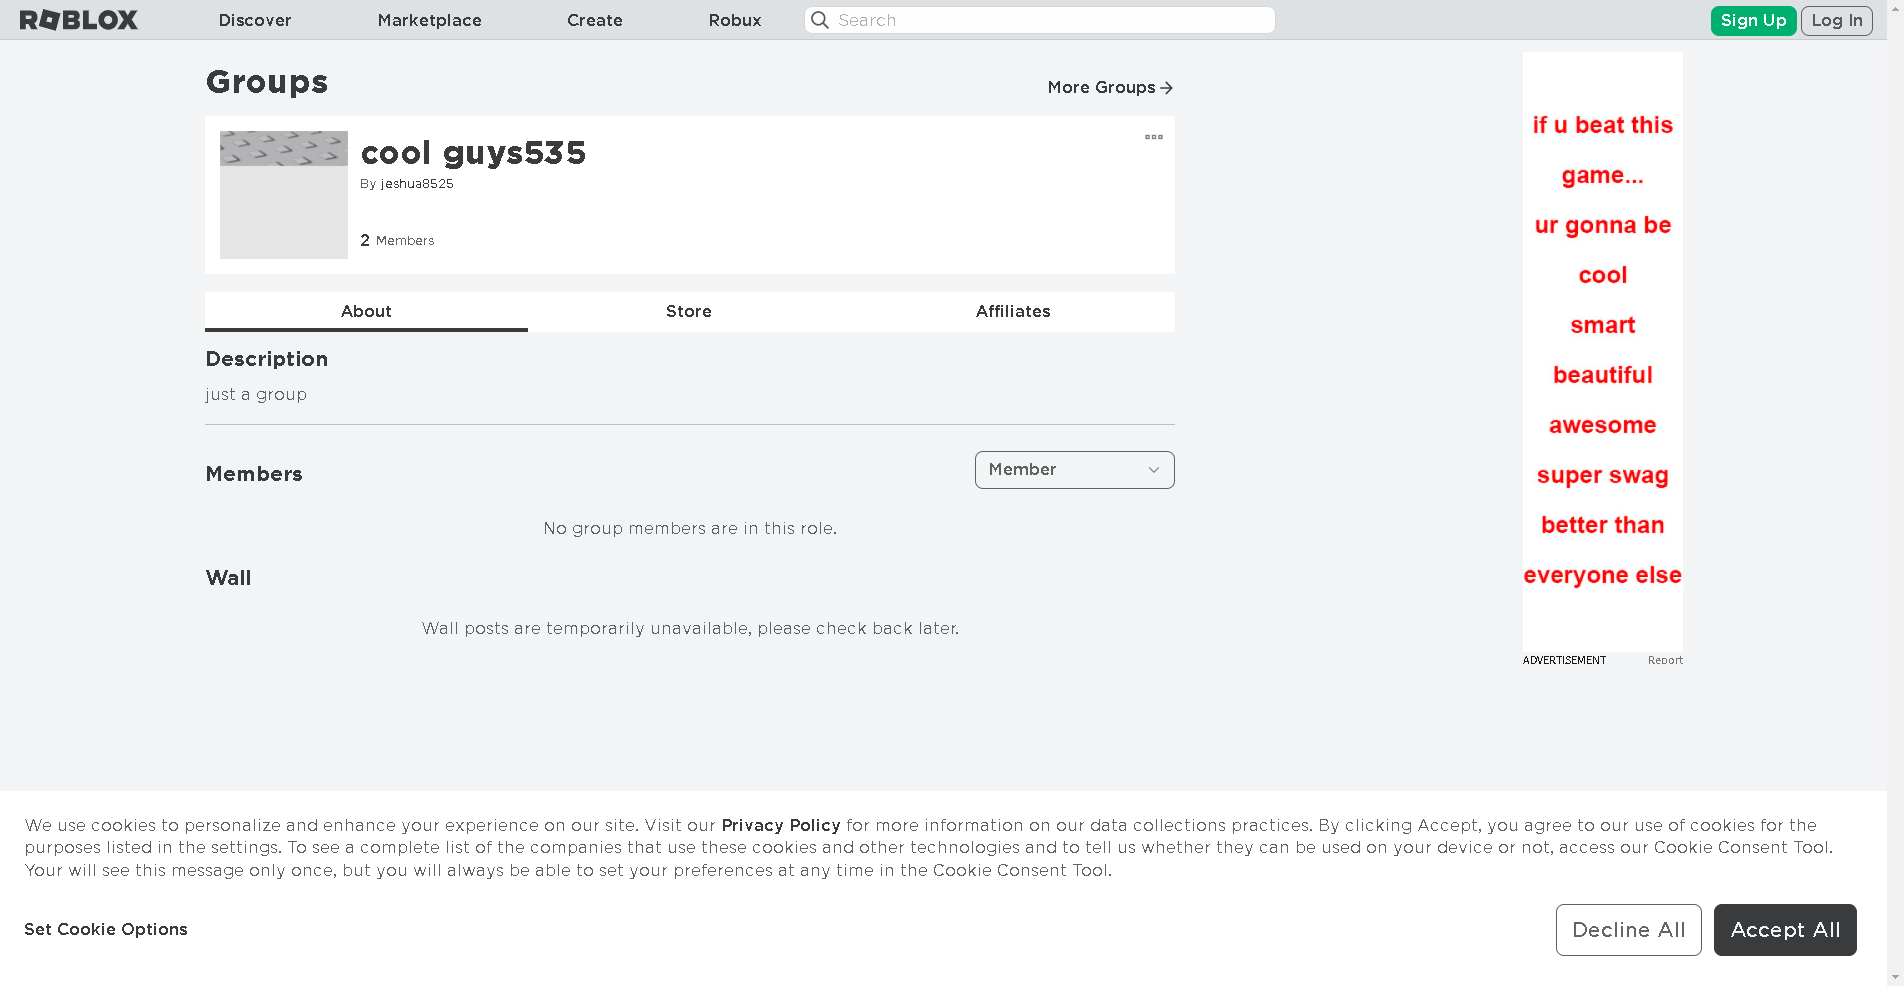 ROBLOX Discover Marketplace Create Robux Search Sign Up Log In
Groups
More Groups
cool guys535
By jeshua8525
2 Members
About Store Affiliates
Description
just a group
Members
Member
No group members are in this role.
Wall
Wall posts are temporarily unavailable, please check back later.
if u beat this
game...
ur gonna be
cool
smart
beautiful
awesome
super swag
better than
everyone else
ADVERTISEMENT Report
We use cookies to personalize and enhance your experience on our site. Visit our Privacy Policy for more information on our data collections practices. By clicking Accept, you agree to our use of cookies for the
purposes listed in the settings. To see a complete list of the companies that use these cookies and other technologies and to tell us whether they can be used on your device or not, access our Cookie Consent Tool.
Your will see this message only once, but you will always be able to set your preferences at any time in the Cookie Consent Tool.
Set Cookie Options
Decline All
Accept All